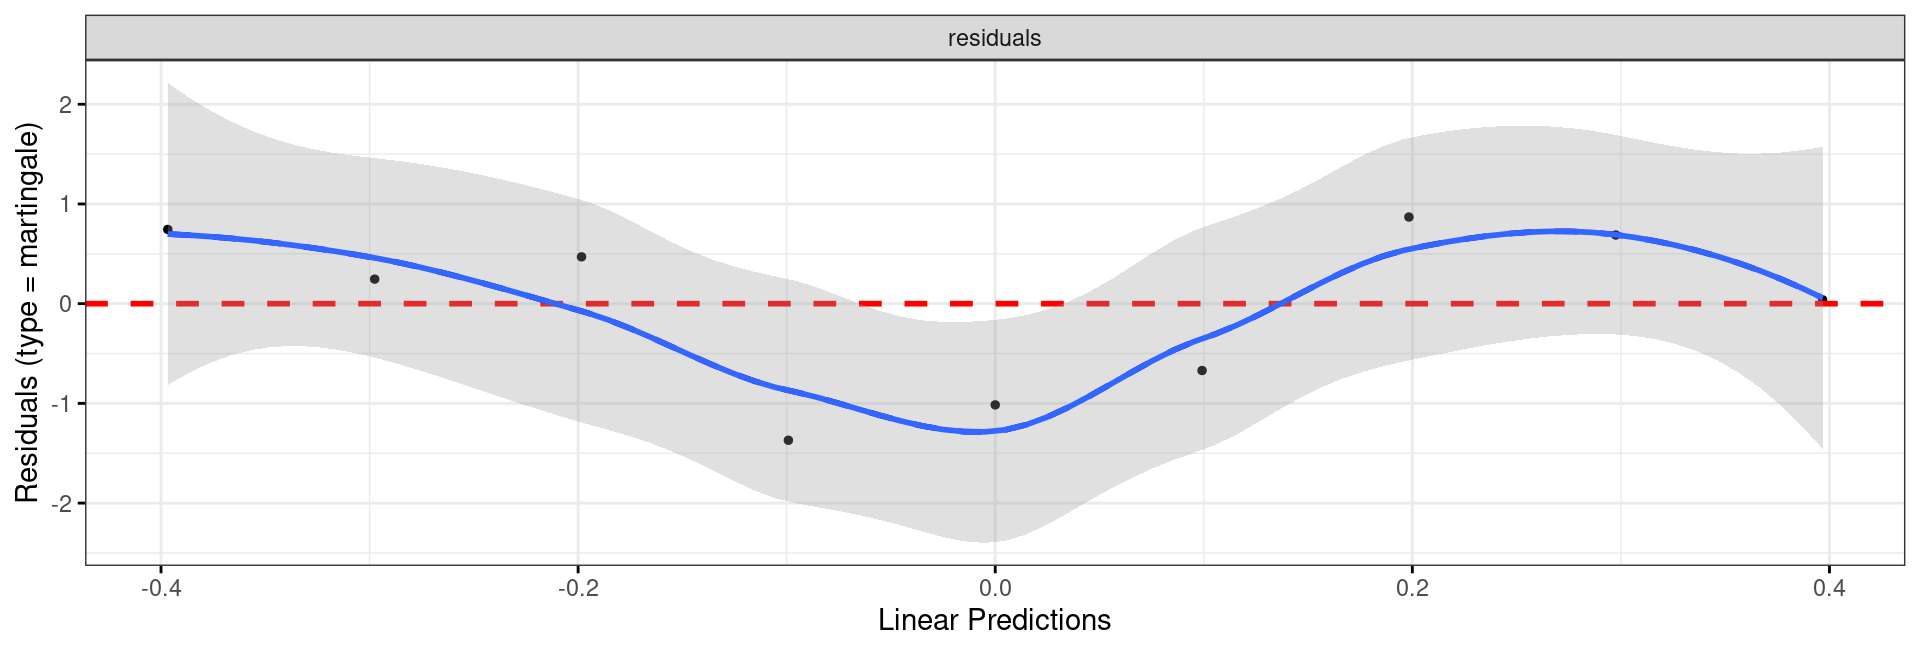 residuals
Residuals (type = martingale)
2
1
0
-1
-2
-0.4 -0.2 0.0 0.2 0.4
Linear Predictions